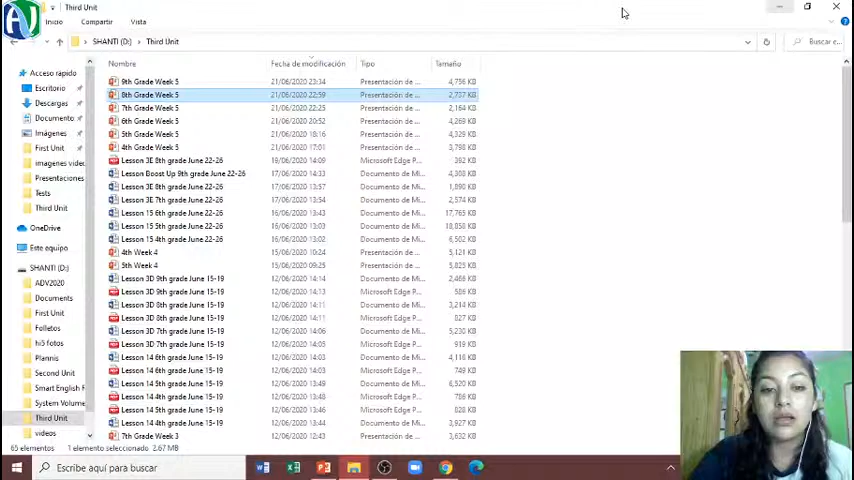 Third Unit
Inicio Compartir Vista
SHANTI (D:) Third Unit Buscar e...
Nombre Fecha de modificación Tipo Tamaño
Acceso rápido
Escritorio
Descargas
Documento
Imágenes
First Unit
imagenes video
Presentaciones
Tests
Third Unit
OneDrive
Este equipo
SHANTI (D:)
ADV2020
Documents
First Unit
Folletos
hi5 fotos
Plannis
Second Unit
Smart English F
System Volume
Third Unit
videos
9th Grade Week 5 21/06/2020 23:34 Presentación de ... 4,756 KB
8th Grade Week 5 21/06/2020 22:59 Presentación de ... 2,737 KB
7th Grade Week 5 21/06/2020 22:25 Presentación de ... 2,164 KB
6th Grade Week 5 21/06/2020 20:52 Presentación de ... 4,269 KB
5th Grade Week 5 21/06/2020 18:16 Presentación de ... 4,329 KB
4th Grade Week 5 21/06/2020 17:01 Presentación de ... 3,798 KB
Lesson 3E 8th grade June 22-26 19/06/2020 14:09 Microsoft Edge P... 392 KB
Lesson Boost Up 9th grade June 22-26 17/06/2020 14:33 Documento de Mi... 4,308 KB
Lesson 3E 8th grade June 22-26 17/06/2020 13:57 Documento de Mi... 1,890 KB
Lesson 3E 7th grade June 22-26 17/06/2020 13:54 Documento de Mi... 2,574 KB
Lesson 15 6th grade June 22-26 16/06/2020 13:43 Documento de Mi... 17,765 KB
Lesson 15 5th grade June 22-26 16/06/2020 13:03 Documento de Mi... 18,058 KB
Lesson 15 4th grade June 22-26 16/06/2020 13:02 Documento de Mi... 6,502 KB
4th Week 4 15/06/2020 10:24 Presentación de ... 5,121 KB
5th Week 4 15/06/2020 09:25 Presentación de ... 5,825 KB
Lesson 3D 9th grade June 15-19 12/06/2020 14:14 Documento de Mi... 2,466 KB
Lesson 3D 9th grade June 15-19 12/06/2020 14:13 Microsoft Edge P... 586 KB
Lesson 3D 8th grade June 15-19 12/06/2020 14:11 Documento de Mi... 3,214 KB
Lesson 3D 8th grade June 15-19 12/06/2020 14:11 Microsoft Edge P... 827 KB
Lesson 3D 7th grade June 15-19 12/06/2020 14:06 Documento de Mi... 5,230 KB
Lesson 3D 7th grade June 15-19 12/06/2020 14:05 Microsoft Edge P... 919 KB
Lesson 14 6th grade June 15-19 12/06/2020 14:00 Documento de Mi... 4,116 KB
Lesson 14 6th grade June 15-19 12/06/2020 14:00 Microsoft Edge P... 749 KB
Lesson 14 5th grade June 15-19 12/06/2020 13:49 Documento de Mi... 6,520 KB
Lesson 14 5th grade June 15-19 12/06/2020 13:48 Microsoft Edge P... 786 KB
Lesson 14 4th grade June 15-19 12/06/2020 13:46 Microsoft Edge P... 828 KB
Lesson 14 4th grade June 15-19 12/06/2020 13:44 Documento de Mi... 3,927 KB
7th Grade Week 3 12/06/2020 12:43 Presentación de ... 3,632 KB
65 elementos 1 elemento seleccionado 2.67 MB
Escribe aquí para buscar